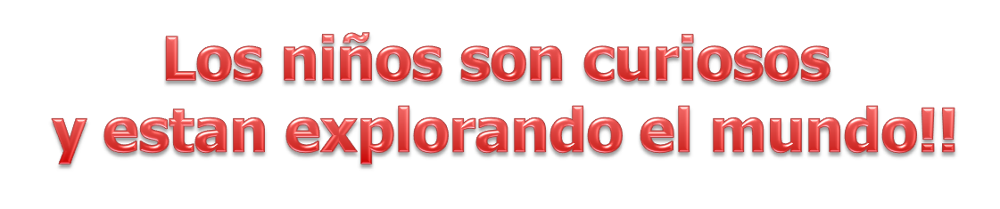 Los niños son curiosos
y estan explorando el mundo!!